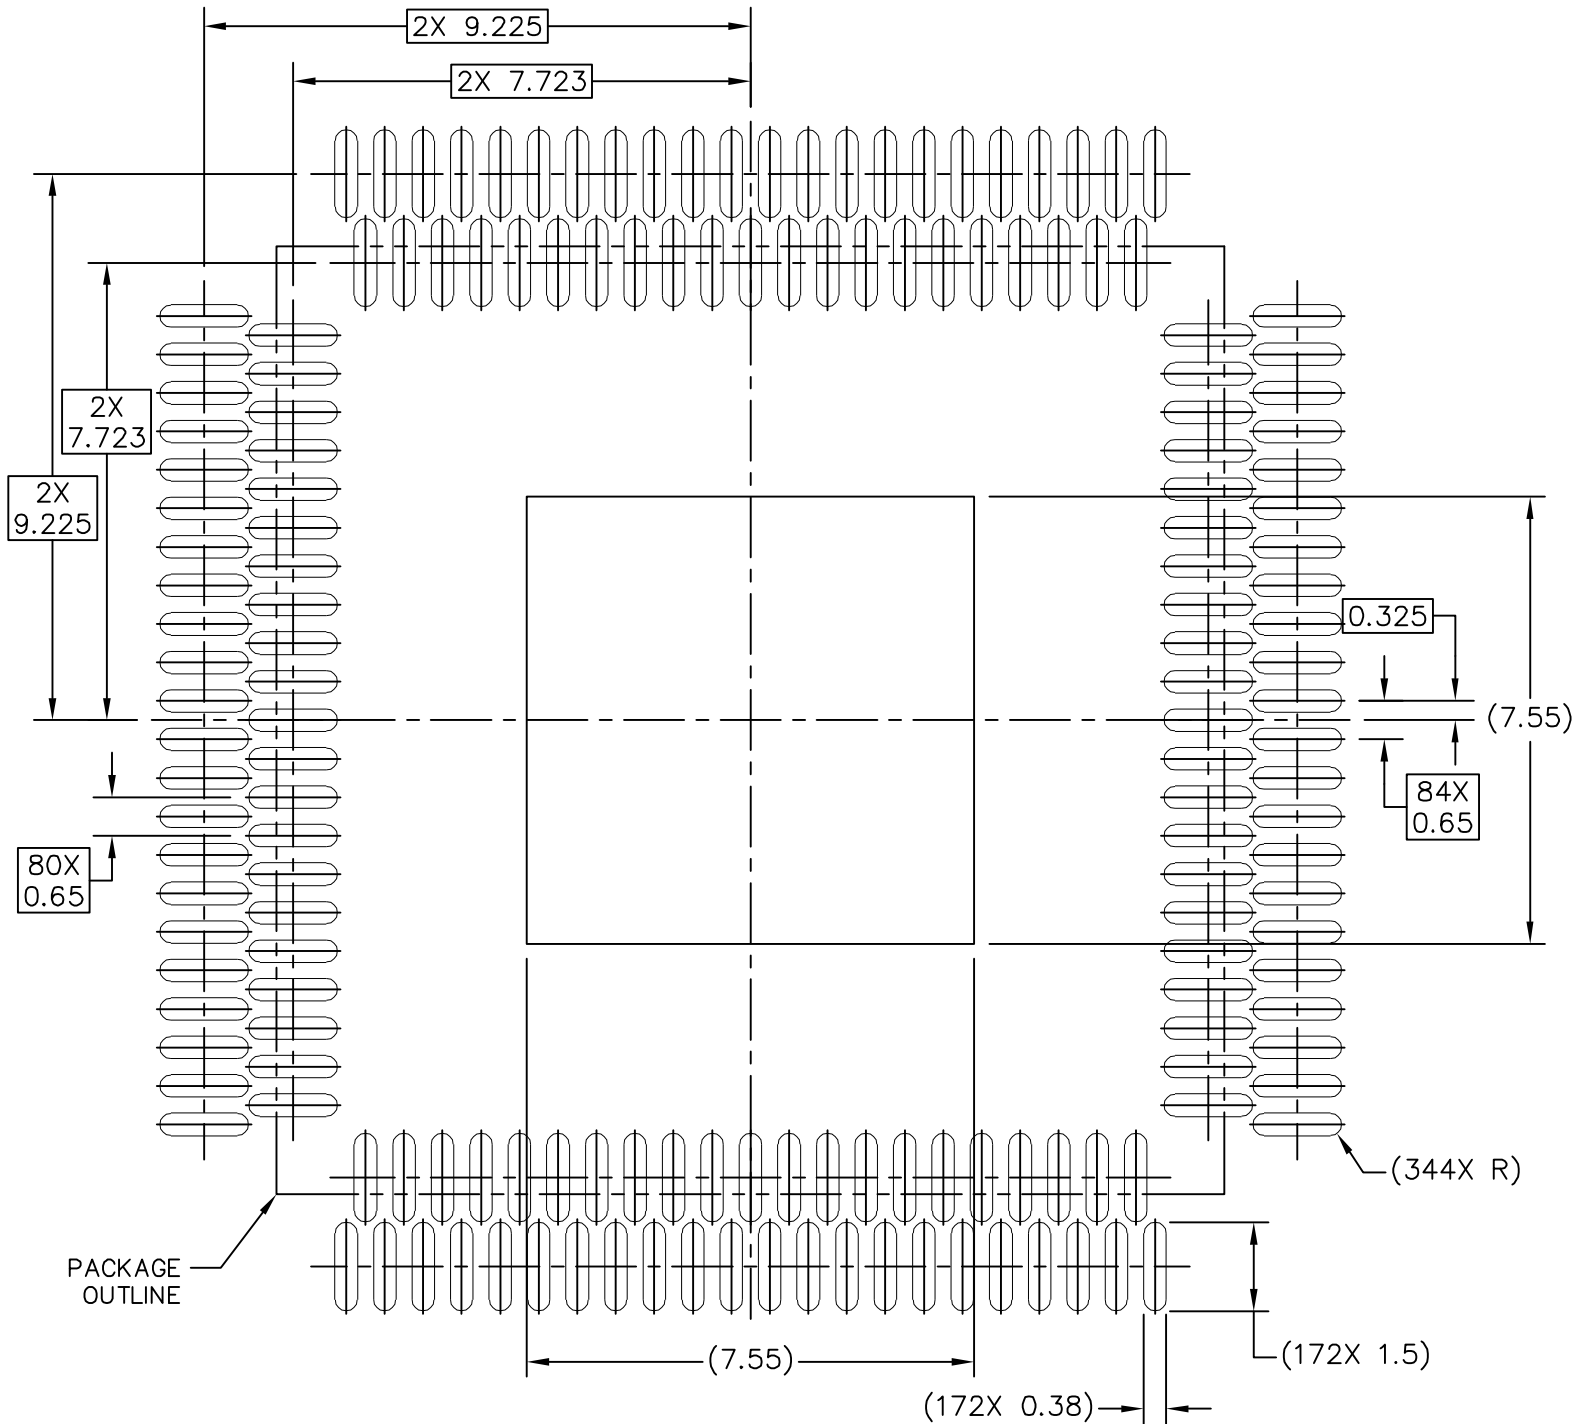 2X 9.225
2X 7.723
2X
7.723
2X
9.225
0.325
(7.55)
84X
0.65
80X
0.65
(344X R)
PACKAGE
OUTLINE
(7.55)
(172X 1.5)
(172X 0.38)